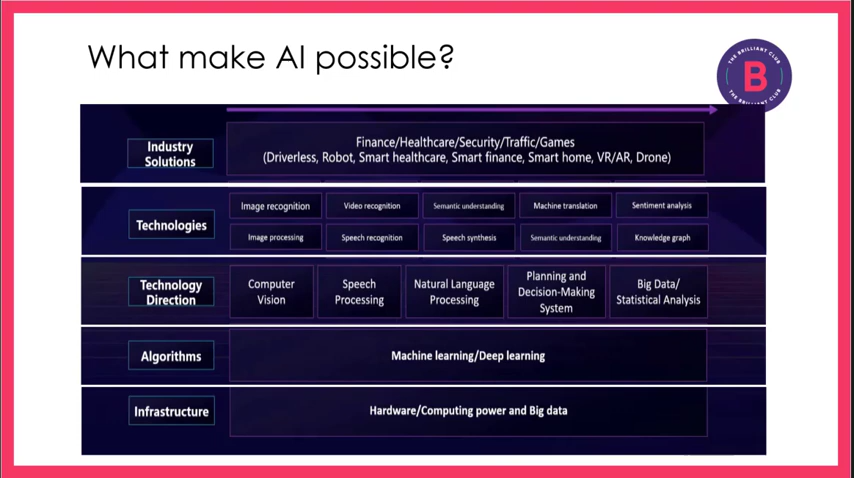 What make AI possible?
THE BRILLIANT CLUB
B
THE BRILLIANT CLUB
Industry
Solutions
Finance/Healthcare/Security/Traffic/Games
(Driverless, Robot, Smart healthcare, Smart finance, Smart home, VR/AR, Drone)
Technologies
Image recognition
Video recognition
Semantic understanding
Machine translation
Sentiment analysis
Image processing
Speech recognition
Speech synthesis
Semantic understanding
Knowledge graph
Technology
Direction
Computer
Vision
Speech
Processing
Natural Language
Processing
Planning and
Decision-Making
System
Big Data/
Statistical Analysis
Algorithms
Machine learning/Deep learning
Infrastructure
Hardware/Computing power and Big data